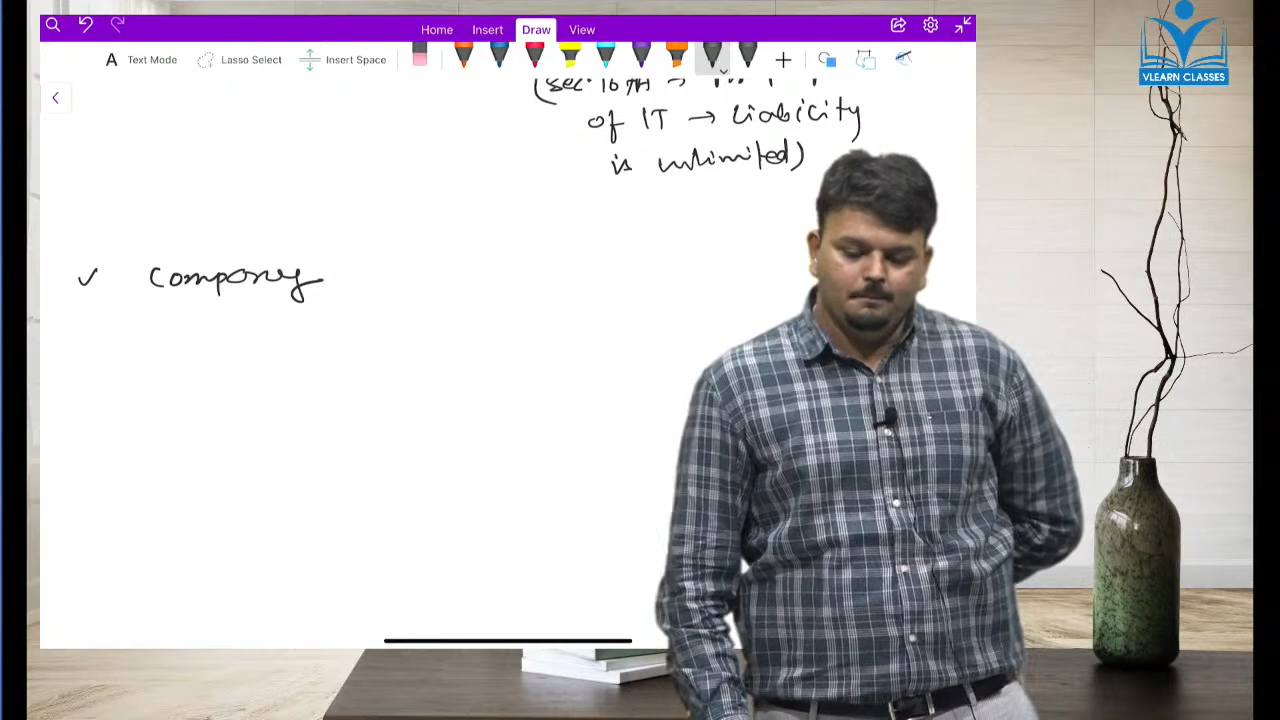 Home Insert Draw View
VLEARN CLASSES
A Text Mode Lasso Select Insert Space
of IT → Liability
is unlimited)
✓ Company